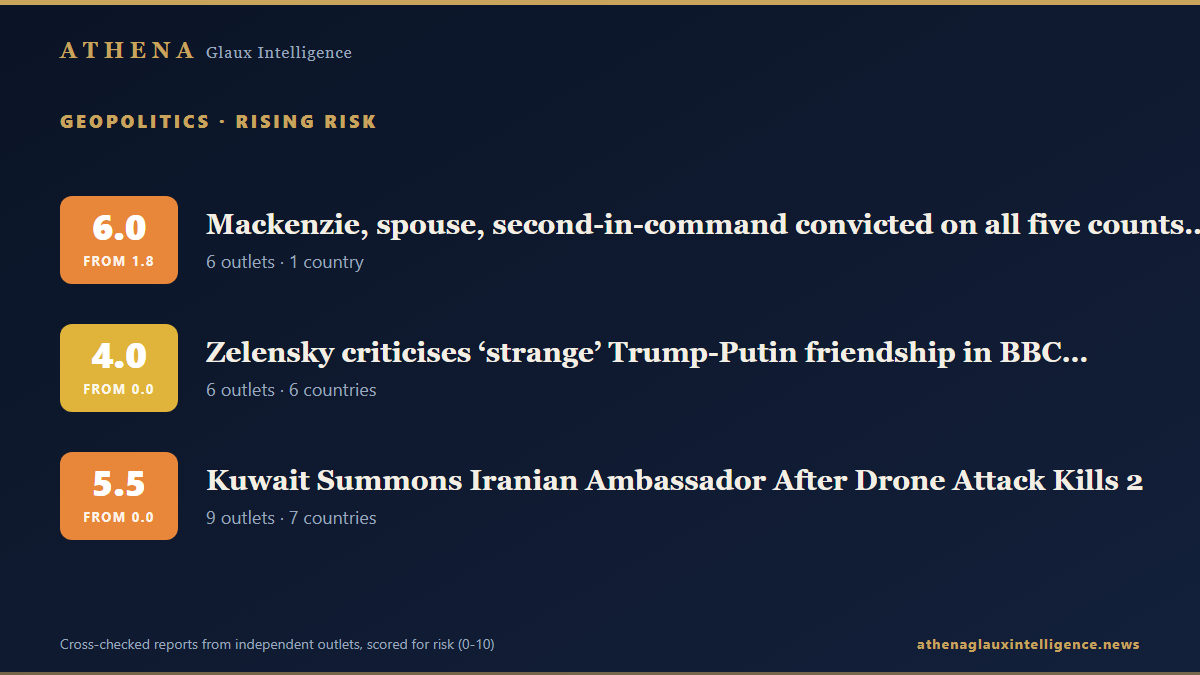 ATHENA Glaux Intelligence
GEOPOLITICS · RISING RISK
6.0
FROM 1.8
Mackenzie, spouse, second-in-command convicted on all five counts..
6 outlets · 1 country
4.0
FROM 0.0
Zelensky criticises ‘strange’ Trump-Putin friendship in BBC...
6 outlets · 6 countries
5.5
FROM 0.0
Kuwait Summons Iranian Ambassador After Drone Attack Kills 2
9 outlets · 7 countries
Cross-checked reports from independent outlets, scored for risk (0-10)
athenaglauxintelligence.news